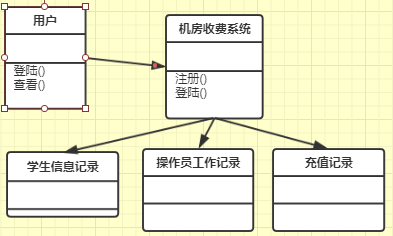 用户
登陆()
查看()
机房收费系统
注册()
登陆()
学生信息记录
操作员工作记录
充值记录